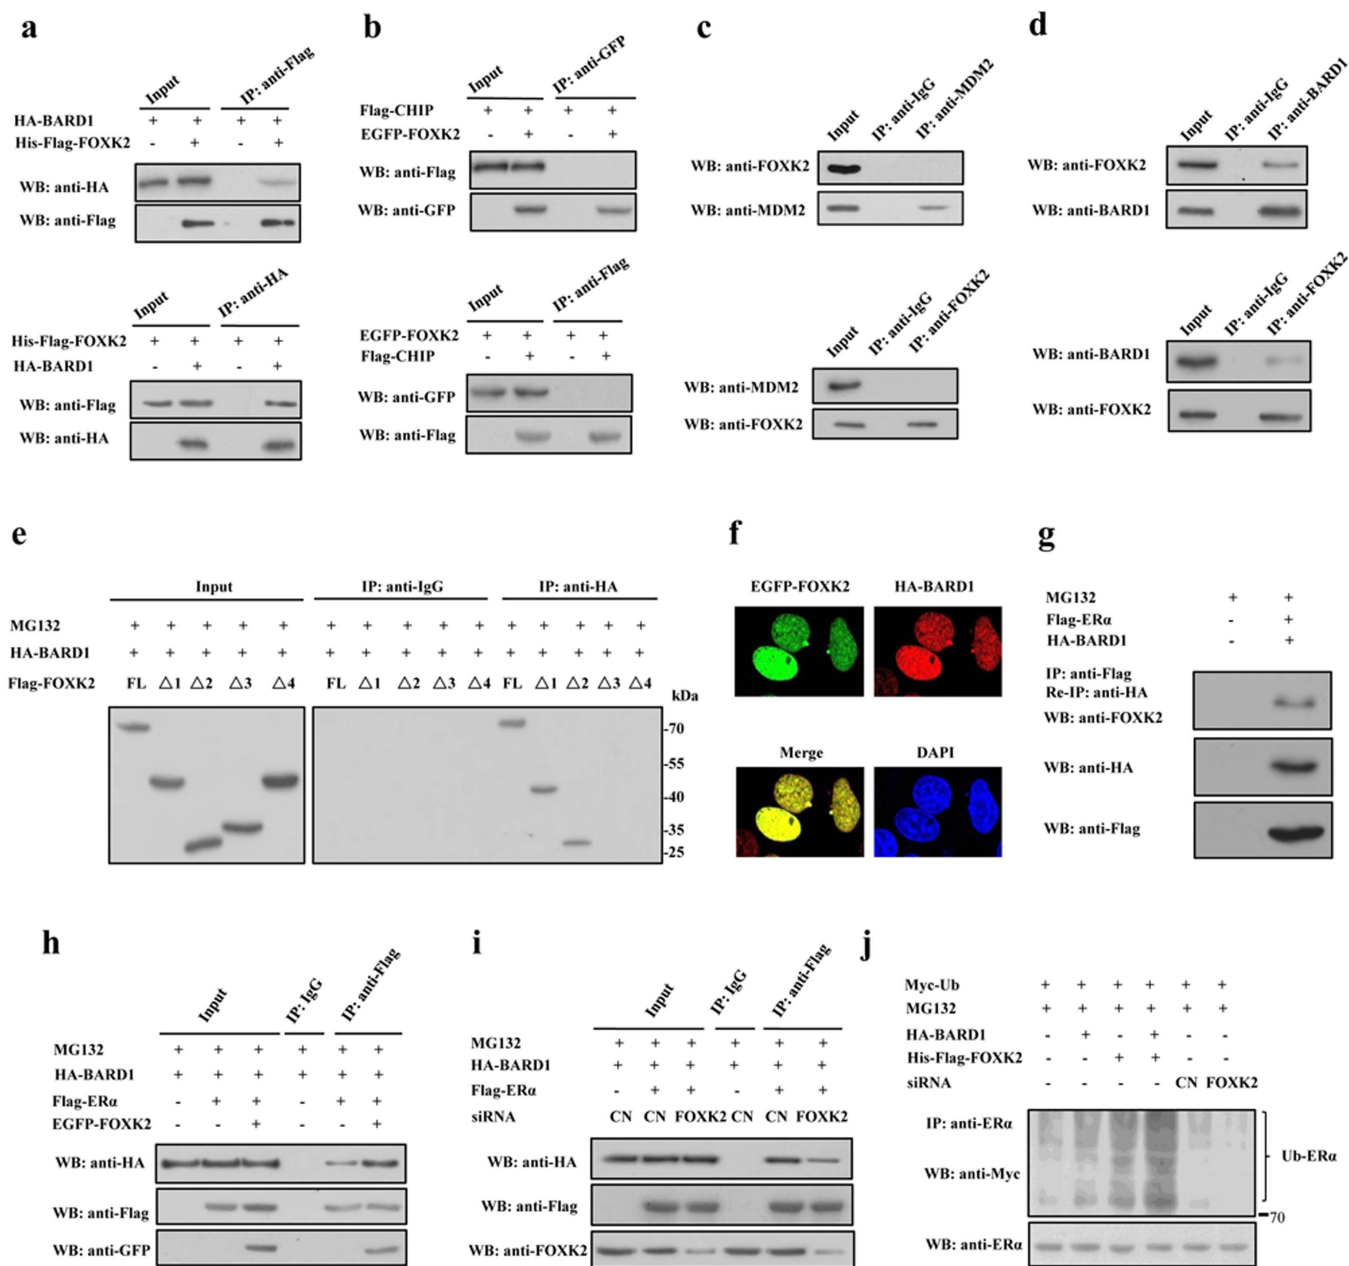 a
Input
IP: anti-Flag
HA-BARD1 + + + +
His-Flag-FOXK2 - + - +
WB: anti-HA
WB: anti-Flag
Input
IP: anti-HA
His-Flag-FOXK2 + + + +
HA-BARD1 - + - +
WB: anti-Flag
WB: anti-HA
b
Input
IP: anti-GFP
Flag-CHIP + + + +
EGFP-FOXK2 - + - +
WB: anti-Flag
WB: anti-GFP
Input
IP: anti-Flag
EGFP-FOXK2 + + + +
Flag-CHIP - + - +
WB: anti-GFP
WB: anti-Flag
c
Input
IP: anti-IgG
IP: anti-MDM2
WB: anti-FOXK2
WB: anti-MDM2
Input
IP: anti-IgG
IP: anti-FOXK2
WB: anti-MDM2
WB: anti-FOXK2
d
Input
IP: anti-IgG
IP: anti-BARD1
WB: anti-FOXK2
WB: anti-BARD1
Input
IP: anti-IgG
IP: anti-FOXK2
WB: anti-BARD1
WB: anti-FOXK2
e
Input IP: anti-IgG IP: anti-HA
MG132 + + + + + + + + + + + + + + +
HA-BARD1 + + + + + + + + + + + + + + +
Flag-FOXK2 FL △1 △2 △3 △4 FL △1 △2 △3 △4 FL △1 △2 △3 △4
kDa
-70
-55
-40
-35
-25
f
EGFP-FOXK2 HA-BARD1
Merge DAPI
g
MG132 + +
Flag-ERα - +
HA-BARD1 - +
IP: anti-Flag
Re-IP: anti-HA
WB: anti-FOXK2
WB: anti-HA
WB: anti-Flag
h
Input
IP: IgG
IP: anti-Flag
MG132 + + + + + +
HA-BARD1 + + + + + +
Flag-ERα - + + - + +
EGFP-FOXK2 - - + - - +
WB: anti-HA
WB: anti-Flag
WB: anti-GFP
i
Input
IP: IgG
IP: anti-Flag
MG132 + + + + + +
HA-BARD1 + + + + + +
Flag-ERα - + + - + +
siRNA CN CN FOXK2 CN CN FOXK2
WB: anti-HA
WB: anti-Flag
WB: anti-FOXK2
j
Myc-Ub + + + + + +
MG132 + + + + + +
HA-BARD1 - + - + - -
His-Flag-FOXK2 - - + + - -
siRNA - - - - CN FOXK2
IP: anti-ERα
WB: anti-Myc
Ub-ERα
70
WB: anti-ERα